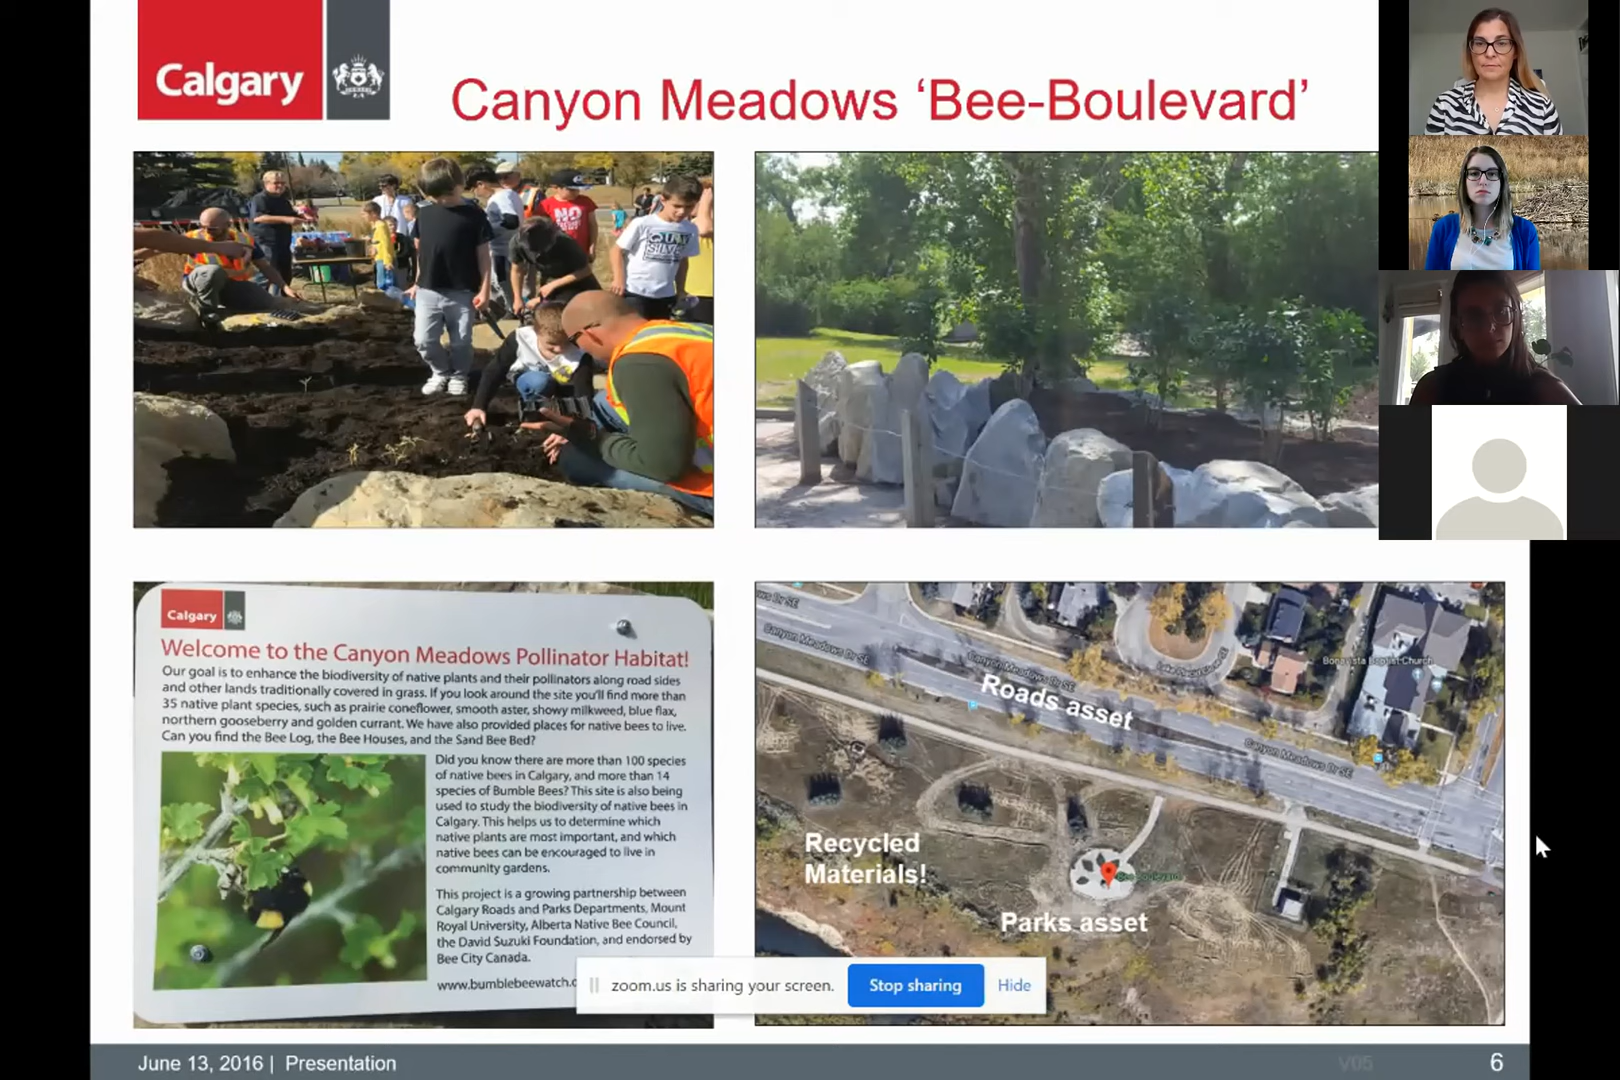 Calgary
Canyon Meadows ‘Bee-Boulevard’
NO
Calgary
Welcome to the Canyon Meadows Pollinator Habitat!
Our goal is to enhance the biodiversity of native plants and their pollinators along road sides
and other lands traditionally covered in grass. If you look around the site you'll find more than
35 native plant species, such as prairie coneflower, smooth aster, showy milkweed, blue flax,
northern gooseberry and golden currant. We have also provided places for native bees to live.
Can you find the Bee Log, the Bee Houses, and the Sand Bee Bed?
Did you know there are more than 100 species
of native bees in Calgary, and more than 14
species of Bumble Bees? This site is also being
used to study the biodiversity of native bees in
Calgary. This helps us to determine which
native plants are most important, and which
native bees can be encouraged to live in
community gardens.
This project is a growing partnership between
Calgary Roads and Parks Departments, Mount
Royal University, Alberta Native Bee Council,
the David Suzuki Foundation, and endorsed by
Bee City Canada.
www.bumblebeewatch.
ws Dr SE
Canyon Meadows Dr SE
Canyon Meadows Dr SE
Bonavista Baptist Church
Roads asset
Canyon Meadows Dr SE
Recycled
Materials!
Bee Boulevard
Parks asset
zoom.us is sharing your screen.
Stop sharing
Hide
June 13, 2016 | Presentation
V05
6